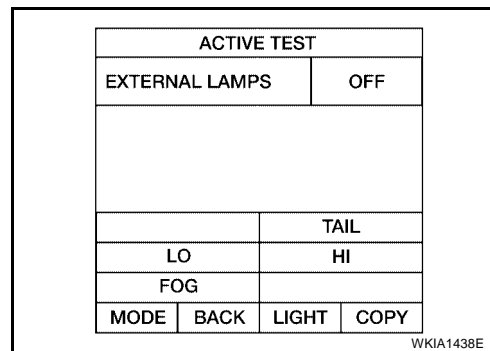 ACTIVE TEST
EXTERNAL LAMPS OFF
TAIL
LO HI
FOG
MODE BACK LIGHT COPY
WKIA1438E